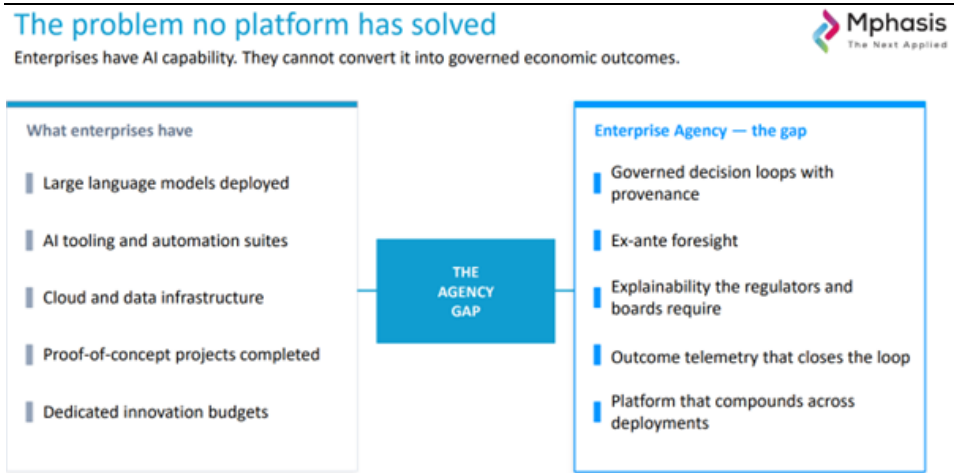 The problem no platform has solved
Mphasis
The Next Applied
Enterprises have AI capability. They cannot convert it into governed economic outcomes.
What enterprises have
Large language models deployed
AI tooling and automation suites
Cloud and data infrastructure
Proof-of-concept projects completed
Dedicated innovation budgets
THE
AGENCY
GAP
Enterprise Agency — the gap
Governed decision loops with
provenance
Ex-ante foresight
Explainability the regulators and
boards require
Outcome telemetry that closes the loop
Platform that compounds across
deployments